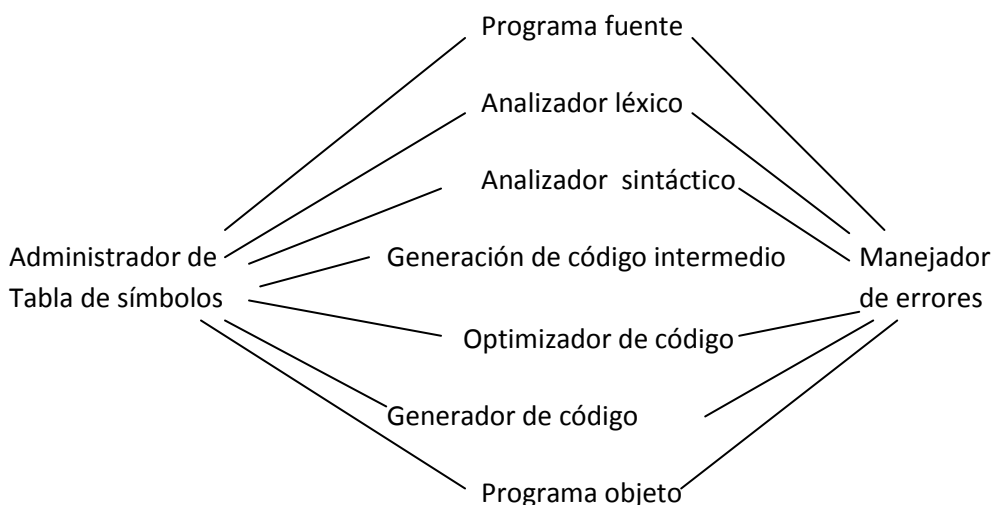 Programa fuente
Analizador léxico
Analizador sintáctico
Administrador de
Generación de código intermedio
Manejador
Tabla de símbolos
de errores
Optimizador de código
Generador de código
Programa objeto